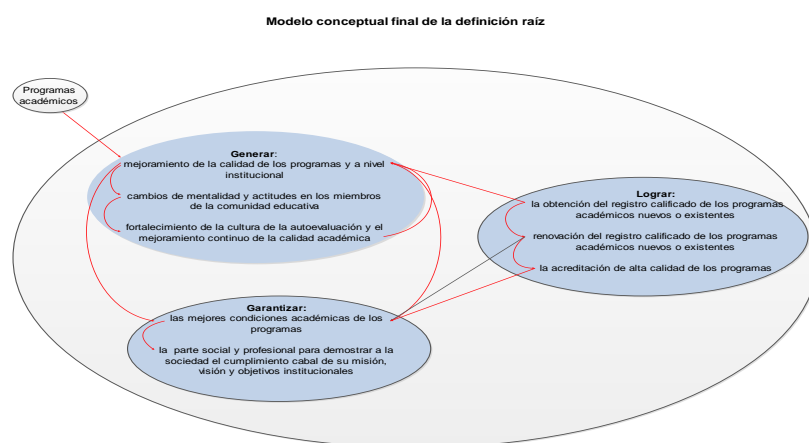 Modelo conceptual final de la definición raíz
Programas
académicos
Generar:
mejoramiento de la calidad de los programas y a nivel
institucional
cambios de mentalidad y actitudes en los miembros
de la comunidad educativa
fortalecimiento de la cultura de la autoevaluación y el
mejoramiento continuo de la calidad académica
Lograr:
la obtención del registro calificado de los programas
académicos nuevos o existentes
renovación del registro calificado de los programas
académicos nuevos o existentes
la acreditación de alta calidad de los programas
Garantizar:
las mejores condiciones académicas de los
programas
la parte social y profesional para demostrar a la
sociedad el cumplimiento cabal de su misión,
visión y objetivos institucionales